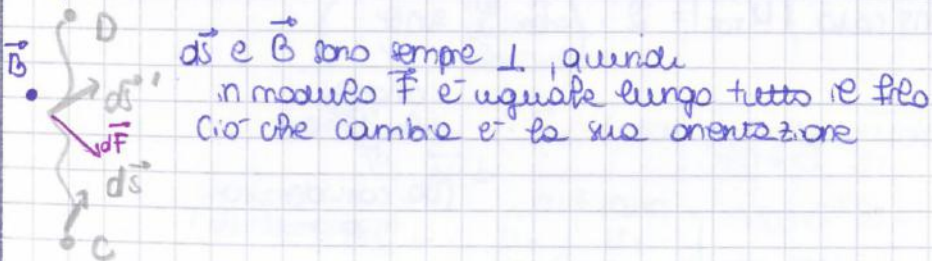 D
B⃗
ds⃗ e B⃗ sono sempre ⊥, quindi
in modulo F⃗ è uguale lungo tutto il filo
ciò che cambia è la sua orientazione
ds⃗'
dF⃗
ds⃗
C